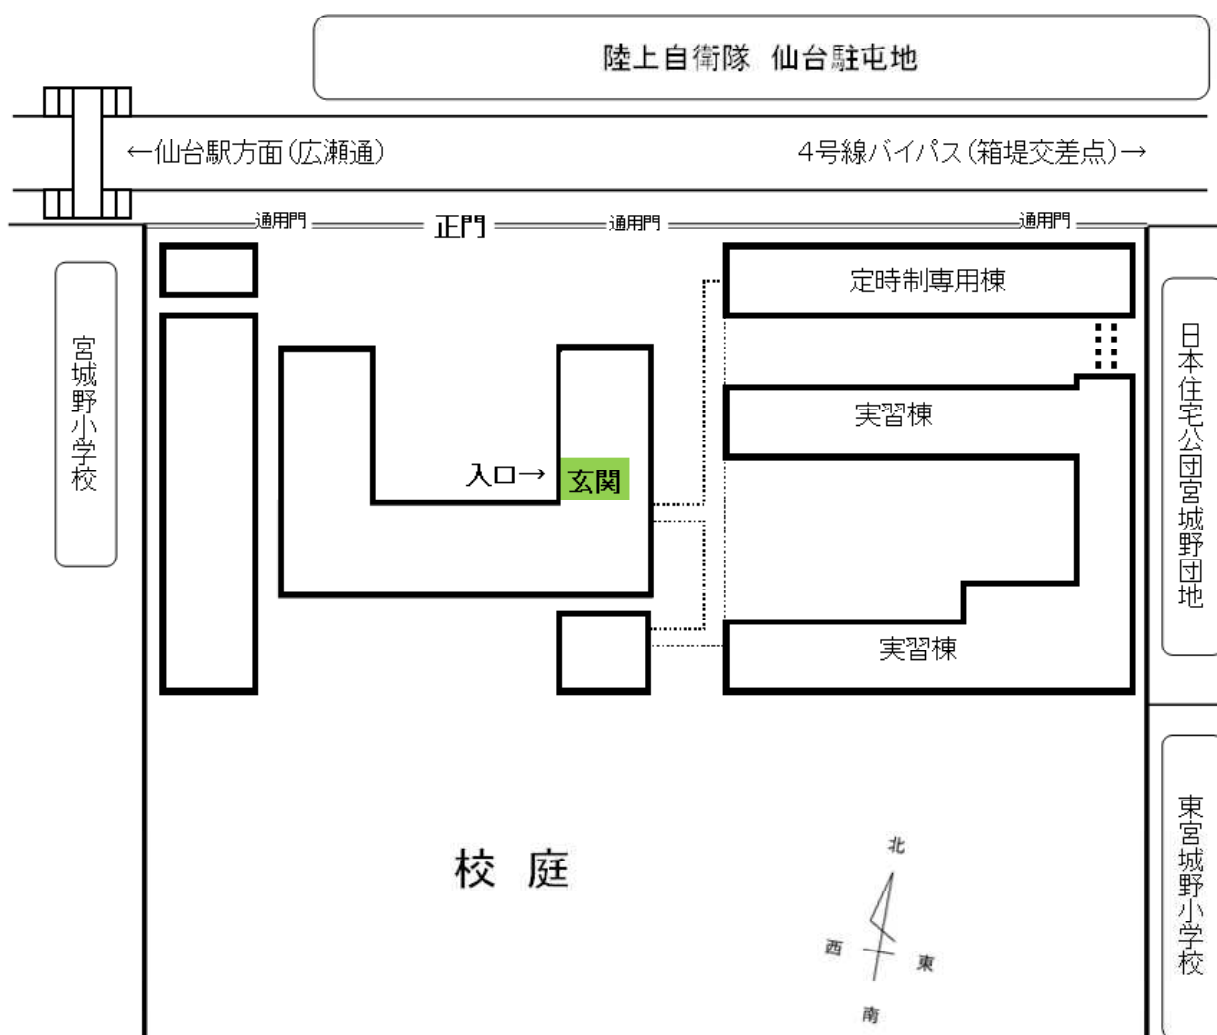 陸上自衛隊 仙台駐屯地
←仙台駅方面(広瀬通)
4号線バイパス(箱堤交差点)→
通用門
正門
通用門
通用門
定時制専用棟
宮城野小学校
日本住宅公団宮城野団地
実習棟
入口→
玄関
実習棟
校庭
東宮城野小学校
北
西
東
南